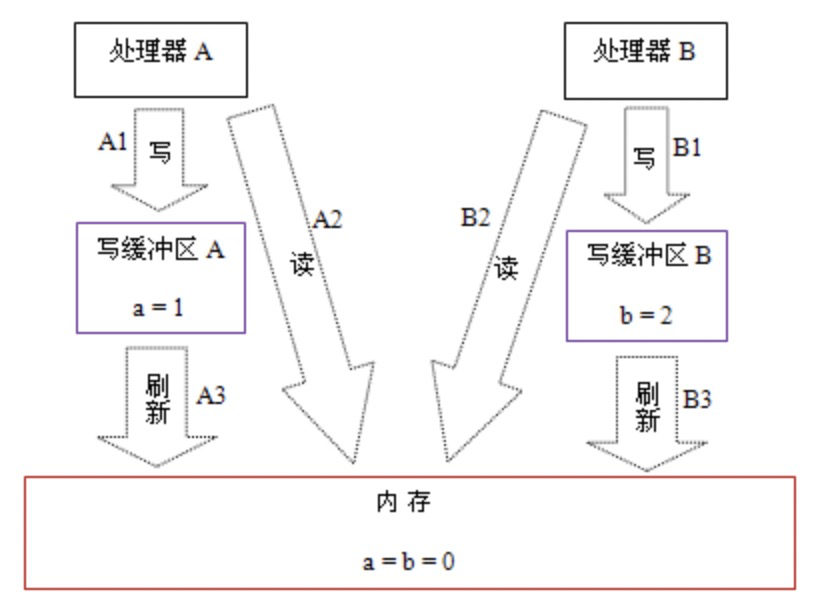 处理器 A
处理器 B
A1
写
写
B1
A2
B2
写缓冲区 A
a = 1
读
读
写缓冲区 B
b = 2
刷新
A3
刷新
B3
内 存
a = b = 0